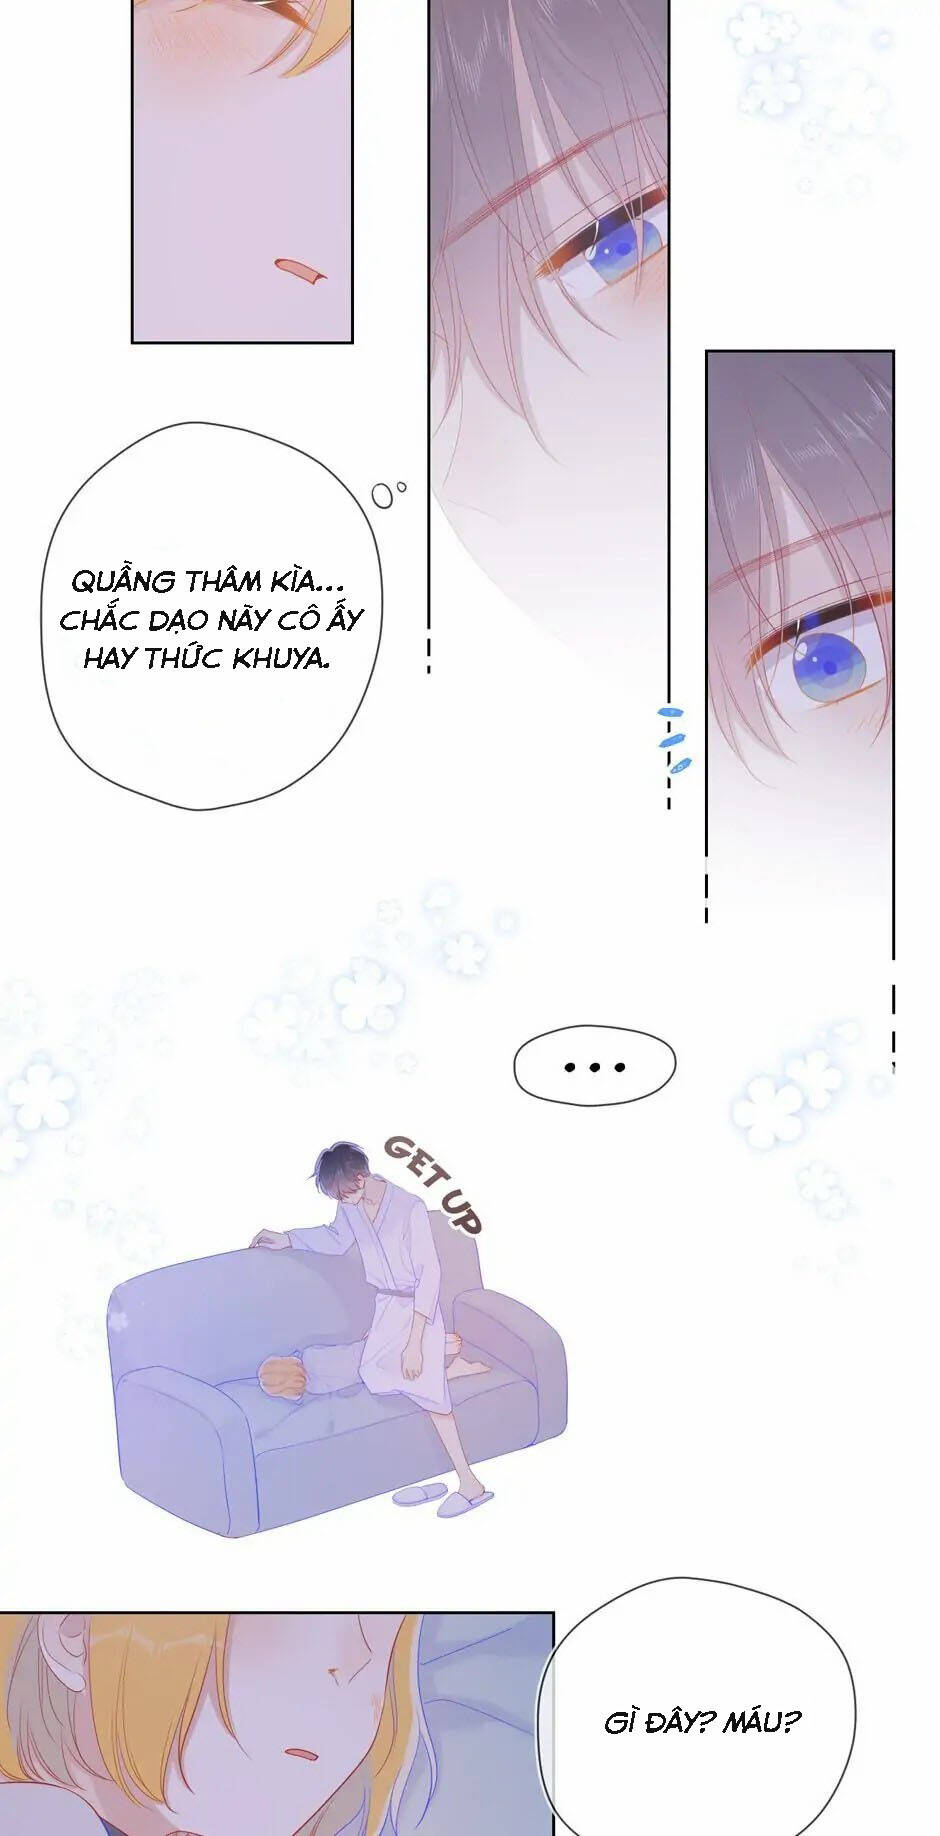 QUẦNG THÂM KÌA...
CHẮC DẠO NÀY CÔ ẤY
HAY THỨC KHUYA.
...
GET UP
GÌ ĐÂY? MÁU?